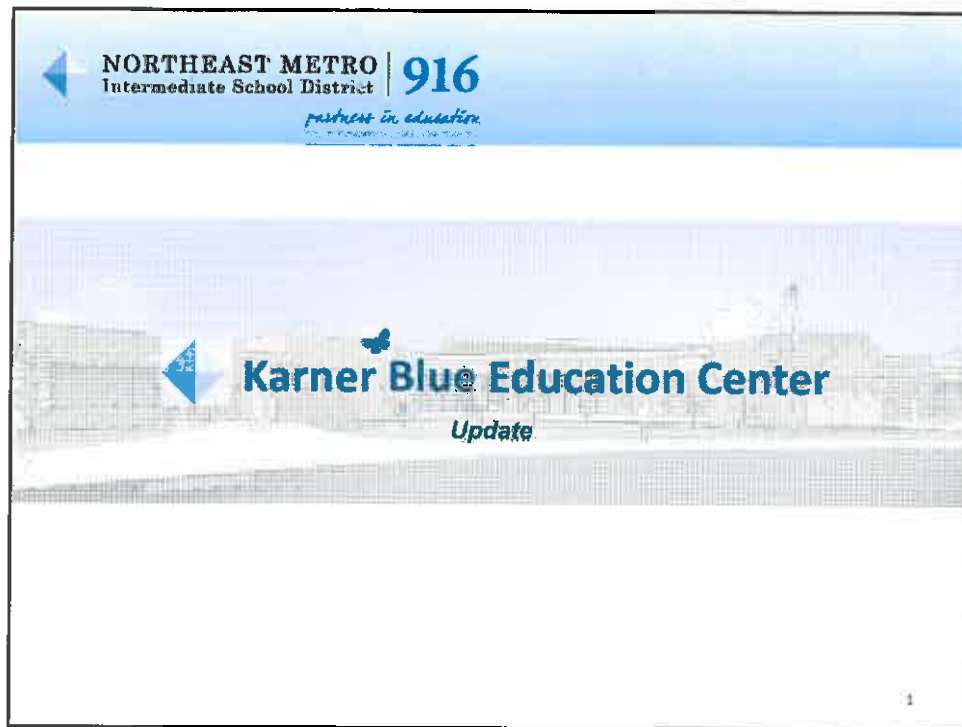 NORTHEAST METRO 916
Intermediate School District
partners in education
Karner Blue Education Center
Update
1